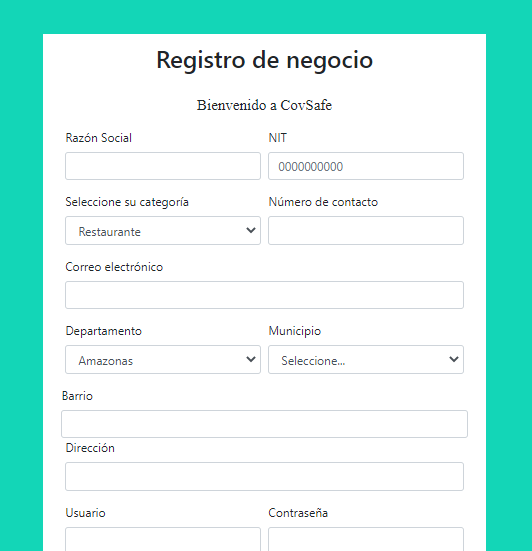 Registro de negocio
Bienvenido a CovSafe
Razón Social NIT
0000000000
Seleccione su categoría Número de contacto
Restaurante
Correo electrónico
Departamento Municipio
Amazonas Seleccione...
Barrio
Dirección
Usuario Contraseña